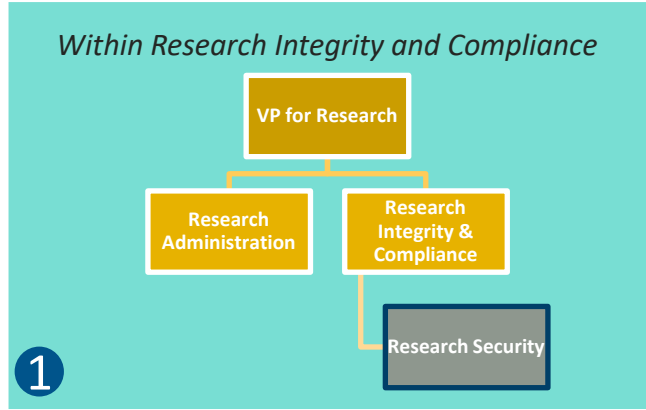 Within Research Integrity and Compliance
VP for Research
Research
Administration
Research
Integrity &
Compliance
Research Security
1